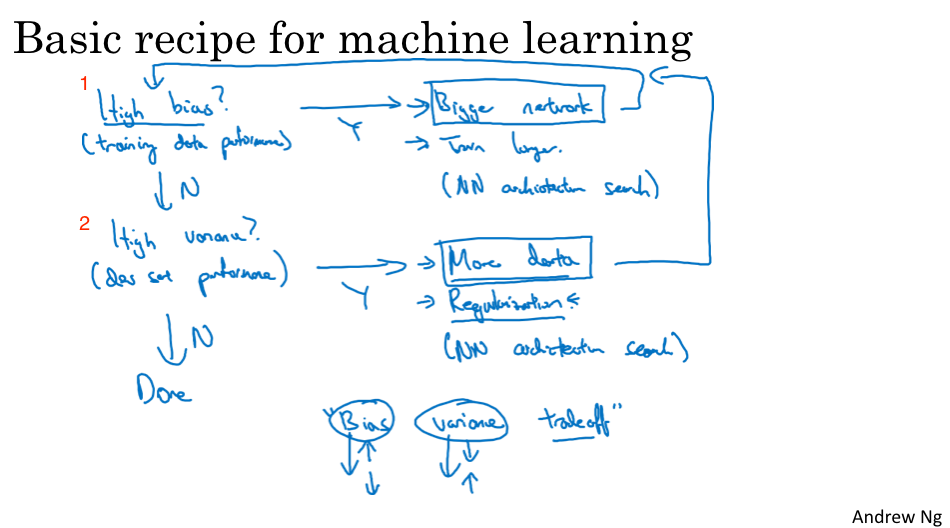 Basic recipe for machine learning
1
High bias?
(training data performance)
Y
→ Bigger network
→ Train longer.
(NN architecture search)
N
2
High variance?
(dev set performance)
Y
→ More data
→ Regularization
(NN architecture search)
N
Done
"Bias variance tradeoff"
Andrew Ng